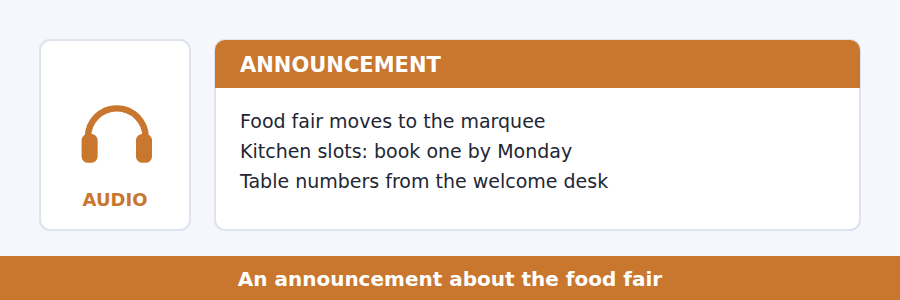 AUDIO
ANNOUNCEMENT
Food fair moves to the marquee
Kitchen slots: book one by Monday
Table numbers from the welcome desk
An announcement about the food fair